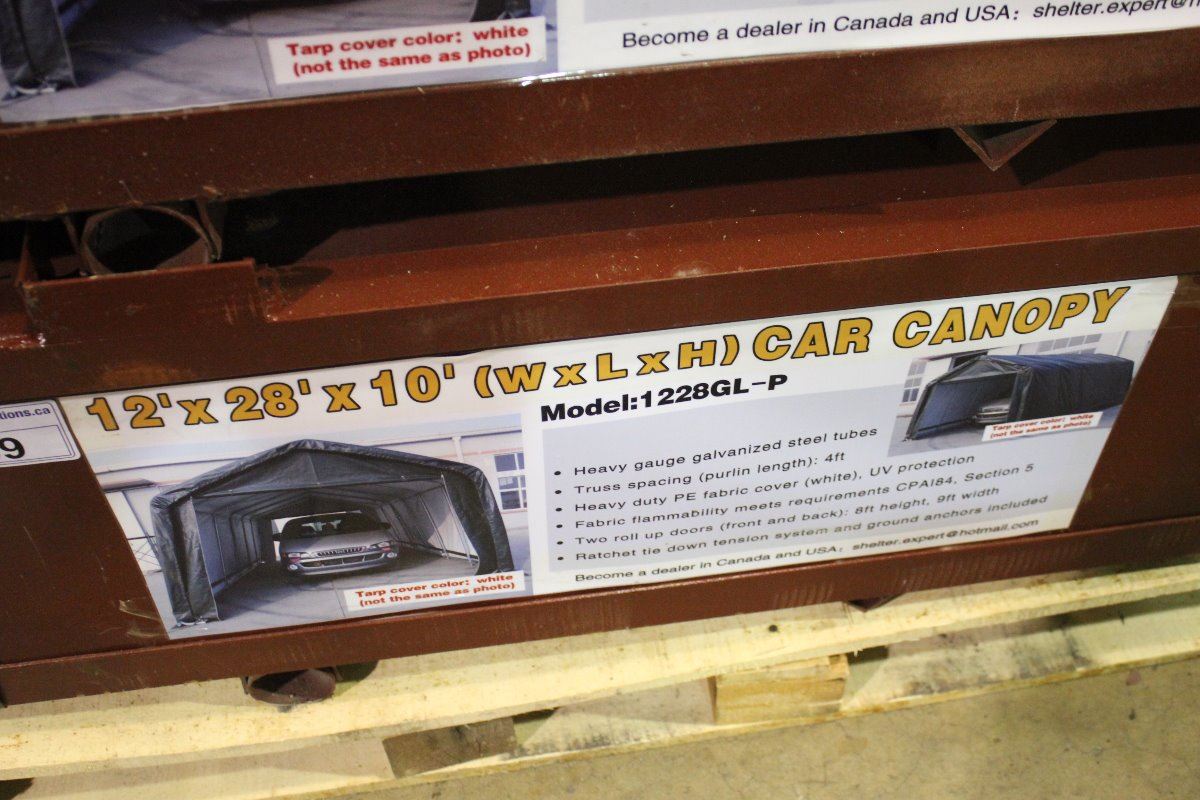 Tarp cover color: white
(not the same as photo)
Become a dealer in Canada and USA: shelter.expert@
tions.ca
9
12'x 28'x 10' (WxLxH) CAR CANOPY
Model:1228GL-P
• Heavy gauge galvanized steel tubes
• Truss spacing (purlin length): 4ft
• Heavy duty PE fabric cover (white), UV protection
• Fabric flammability meets requirements CPAI84, Section 5
• Two roll up doors (front and back): 8ft height, 9ft width
• Ratchet tie down tension system and ground anchors included
Become a dealer in Canada and USA: shelter.expert@hotmail.com
Tarp cover color: white
(not the same as photo)
Tarp cover color: white
(not the same as photo)